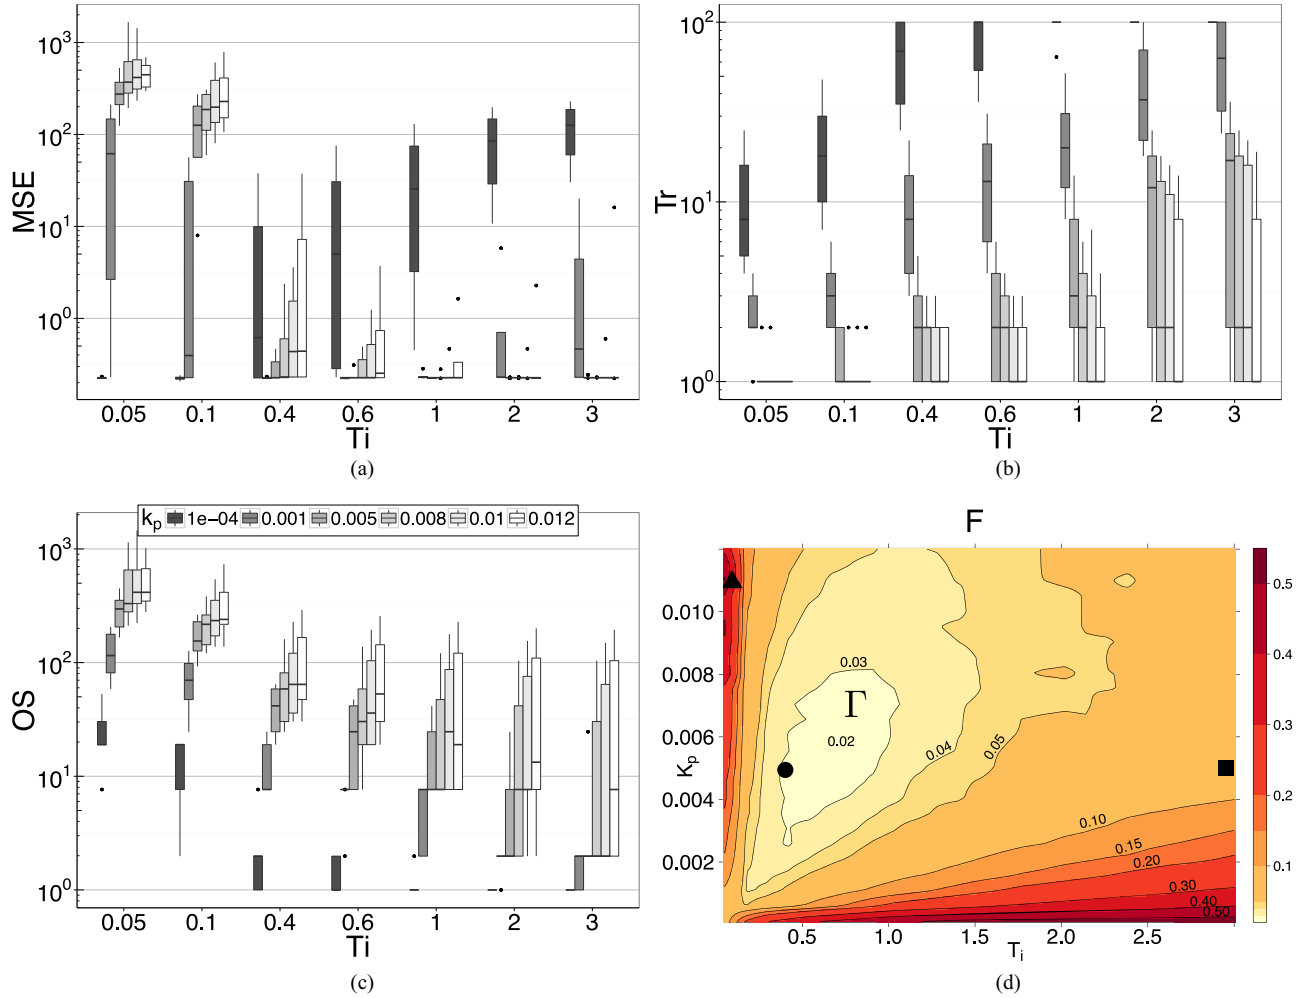 MSE
10³
10²
10¹
10⁰
0.05 0.1 0.4 0.6 1 2 3
Ti
(a)
Tr
10²
10¹
10⁰
0.05 0.1 0.4 0.6 1 2 3
Ti
(b)
kp 1e-04 0.001 0.005 0.008 0.01 0.012
OS
10³
10²
10¹
10⁰
0.05 0.1 0.4 0.6 1 2 3
Ti
(c)
F
Kp
0.010
0.008
0.006
0.004
0.002
0.03
Γ
0.02
0.04
0.05
0.10
0.15
0.20
0.30
0.40
0.50
0.5 1.0 1.5 2.0 2.5
Ti
0.5
0.4
0.3
0.2
0.1
(d)